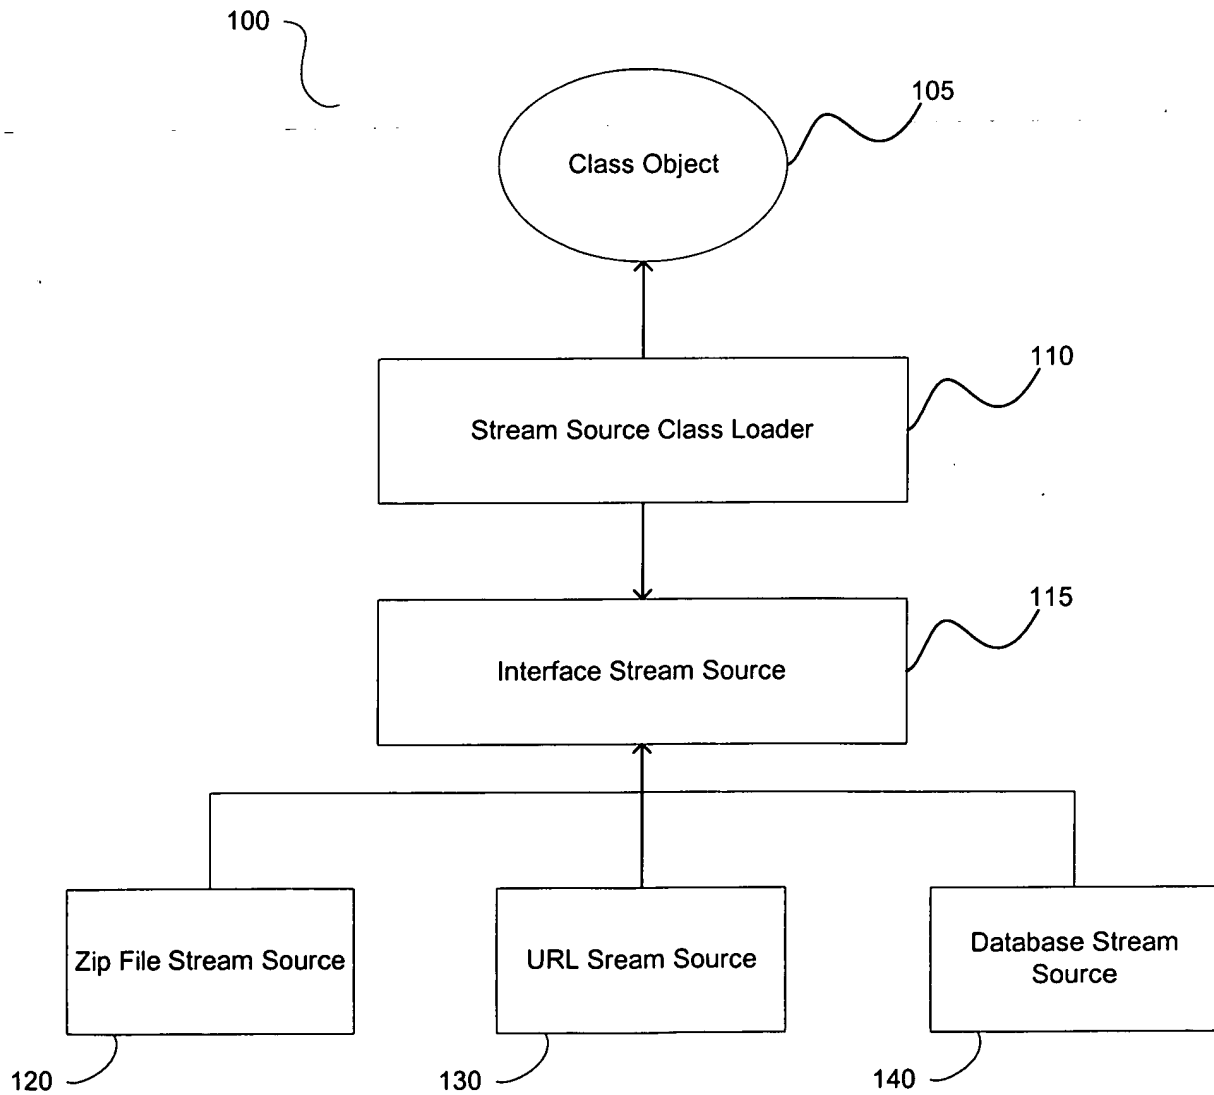 100
105
Class Object
110
Stream Source Class Loader
115
Interface Stream Source
Zip File Stream Source
URL Sream Source
Database Stream
Source
120
130
140